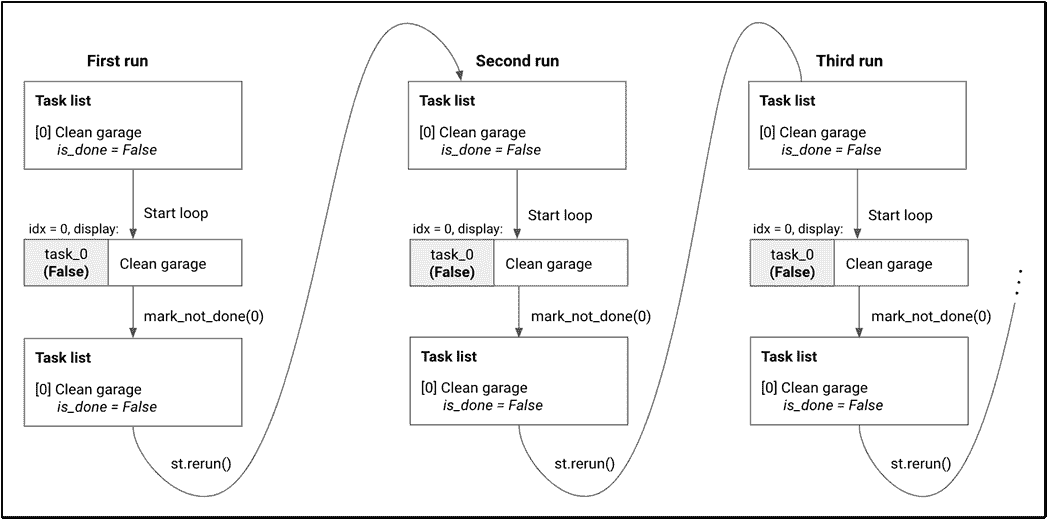 First run
Task list
[0] Clean garage
is_done = False
Start loop
idx = 0, display:
task_0
(False)
Clean garage
mark_not_done(0)
Task list
[0] Clean garage
is_done = False
st.rerun()
Second run
Task list
[0] Clean garage
is_done = False
Start loop
idx = 0, display:
task_0
(False)
Clean garage
mark_not_done(0)
Task list
[0] Clean garage
is_done = False
st.rerun()
Third run
Task list
[0] Clean garage
is_done = False
Start loop
idx = 0, display:
task_0
(False)
Clean garage
mark_not_done(0)
Task list
[0] Clean garage
is_done = False
st.rerun()